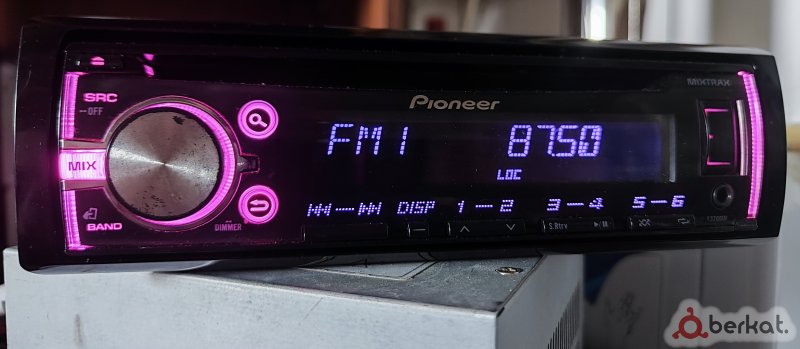 Pioneer
MIXTRAX
SRC
OFF
MIX
BAND
DIMMER
FM1 87.50
LOC
DISP 1 — 2 3 — 4 5 — 6
S.Rtrv
berkat.